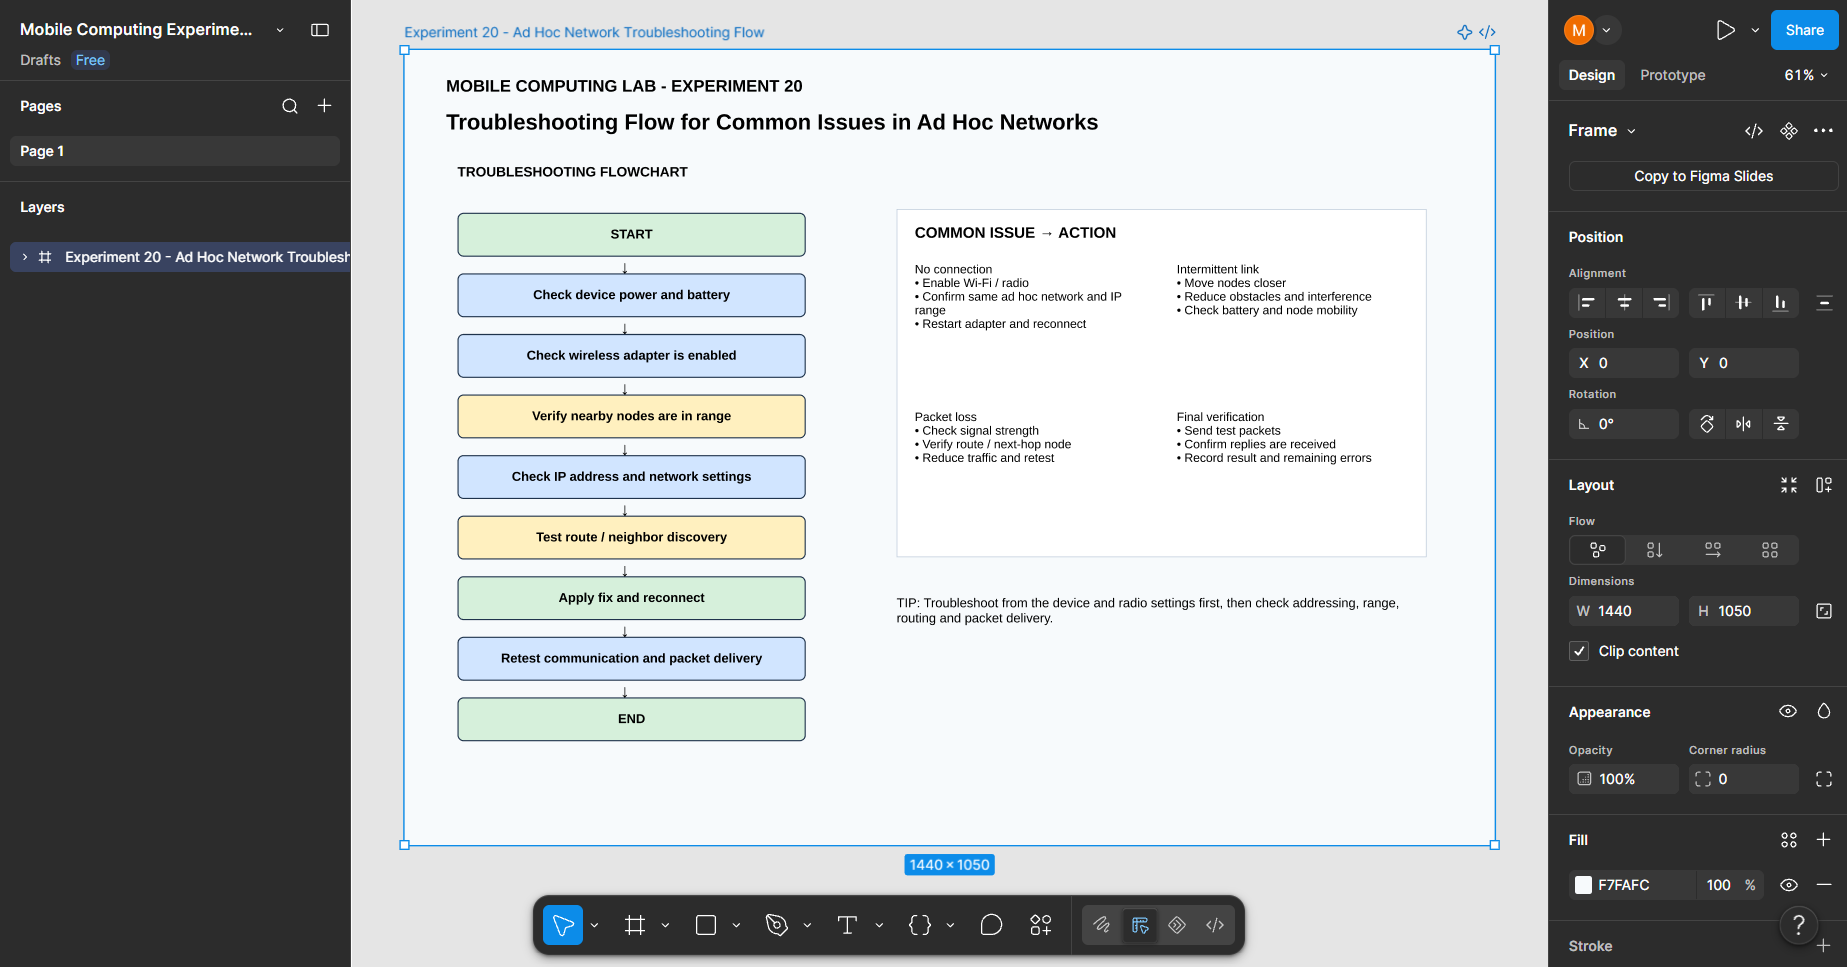 Mobile Computing Experime...
Drafts Free
Pages
Page 1
Layers
Experiment 20 - Ad Hoc Network Troublesh
Experiment 20 - Ad Hoc Network Troubleshooting Flow
MOBILE COMPUTING LAB - EXPERIMENT 20
Troubleshooting Flow for Common Issues in Ad Hoc Networks
TROUBLESHOOTING FLOWCHART
START
↓
Check device power and battery
↓
Check wireless adapter is enabled
↓
Verify nearby nodes are in range
↓
Check IP address and network settings
↓
Test route / neighbor discovery
↓
Apply fix and reconnect
↓
Retest communication and packet delivery
↓
END
COMMON ISSUE → ACTION
No connection
• Enable Wi-Fi / radio
• Confirm same ad hoc network and IP
range
• Restart adapter and reconnect
Intermittent link
• Move nodes closer
• Reduce obstacles and interference
• Check battery and node mobility
Packet loss
• Check signal strength
• Verify route / next-hop node
• Reduce traffic and retest
Final verification
• Send test packets
• Confirm replies are received
• Record result and remaining errors
TIP: Troubleshoot from the device and radio settings first, then check addressing, range,
routing and packet delivery.
1440 × 1050
M
Share
Design Prototype 61%
Frame
Copy to Figma Slides
Position
Alignment
Position
X 0 Y 0
Rotation
0°
Layout
Flow
Dimensions
W 1440 H 1050
Clip content
Appearance
Opacity Corner radius
100% 0
Fill
F7FAFC 100 %
?
Stroke